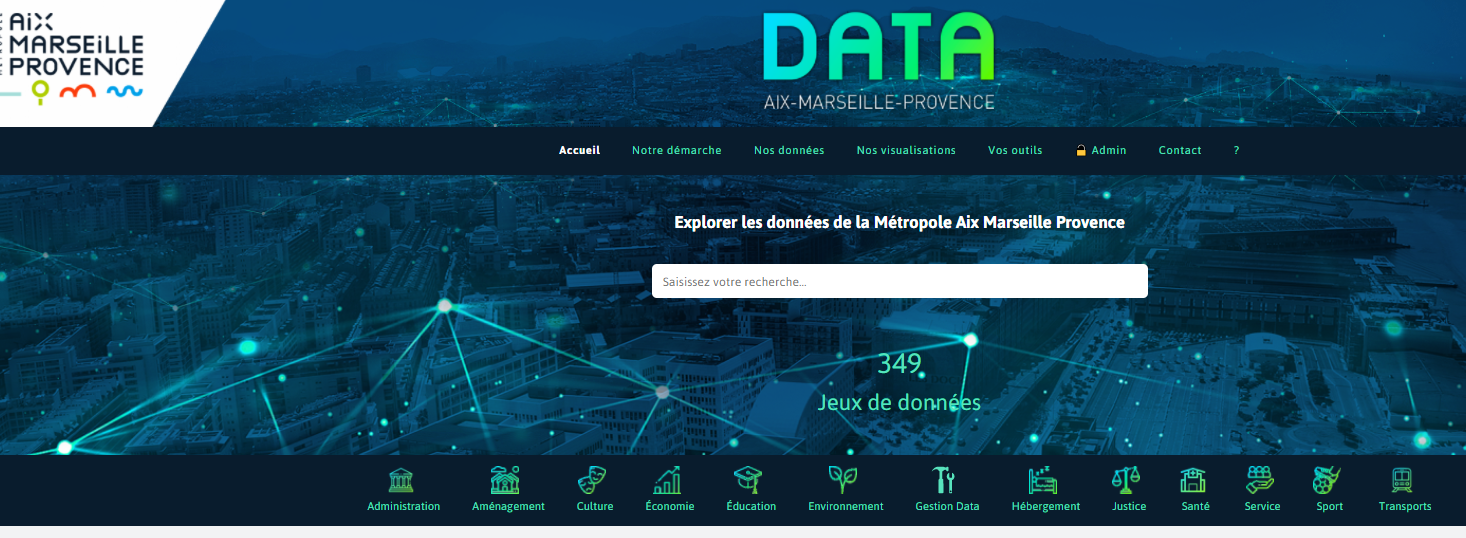 AiX
MARSEiLLE
PROVENCE
DATA
AIX-MARSEILLE-PROVENCE
Accueil
Notre démarche
Nos données
Nos visualisations
Vos outils
Admin
Contact
?
Explorer les données de la Métropole Aix Marseille Provence
Saisissez votre recherche...
349
Jeux de données
Administration
Aménagement
Culture
Économie
Éducation
Environnement
Gestion Data
Hébergement
Justice
Santé
Service
Sport
Transports